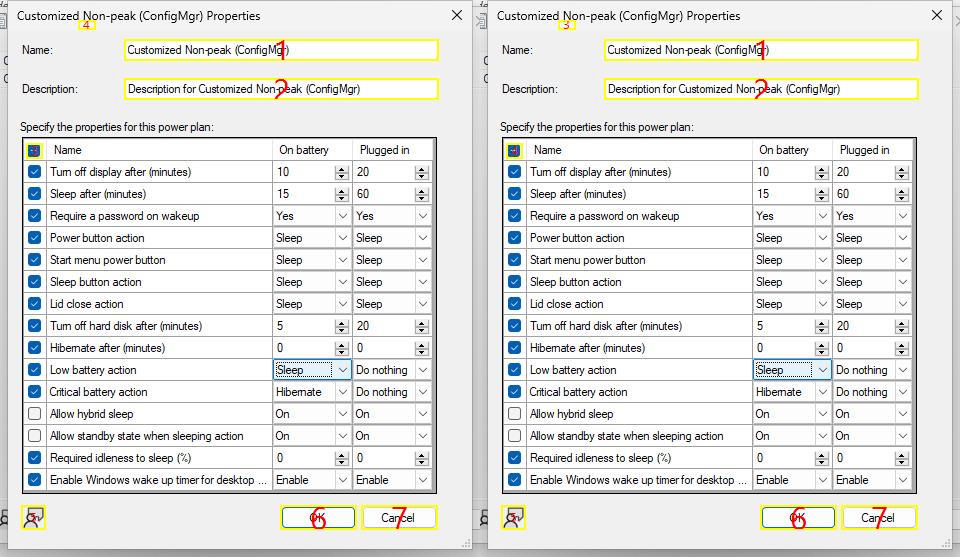 Customized Non-peak (ConfigMgr) Properties
4
Name: Customized Non-peak (ConfigMgr) 1
Description: Description for Customized Non-peak (ConfigMgr) 2
Specify the properties for this power plan:
Name On battery Plugged in
Turn off display after (minutes) 10 20
Sleep after (minutes) 15 60
Require a password on wakeup Yes Yes
Power button action Sleep Sleep
Start menu power button Sleep Sleep
Sleep button action Sleep Sleep
Lid close action Sleep Sleep
Turn off hard disk after (minutes) 5 20
Hibernate after (minutes) 0 0
Low battery action Sleep Do nothing
Critical battery action Hibernate Do nothing
Allow hybrid sleep On On
Allow standby state when sleeping action On On
Required idleness to sleep (%) 0 0
Enable Windows wake up timer for desktop ... Enable Enable
OK 6 Cancel 7
Customized Non-peak (ConfigMgr) Properties
3
Name: Customized Non-peak (ConfigMgr) 1
Description: Description for Customized Non-peak (ConfigMgr) 2
Specify the properties for this power plan:
Name On battery Plugged in
Turn off display after (minutes) 10 20
Sleep after (minutes) 15 60
Require a password on wakeup Yes Yes
Power button action Sleep Sleep
Start menu power button Sleep Sleep
Sleep button action Sleep Sleep
Lid close action Sleep Sleep
Turn off hard disk after (minutes) 5 20
Hibernate after (minutes) 0 0
Low battery action Sleep Do nothing
Critical battery action Hibernate Do nothing
Allow hybrid sleep On On
Allow standby state when sleeping action On On
Required idleness to sleep (%) 0 0
Enable Windows wake up timer for desktop ... Enable Enable
OK 6 Cancel 7